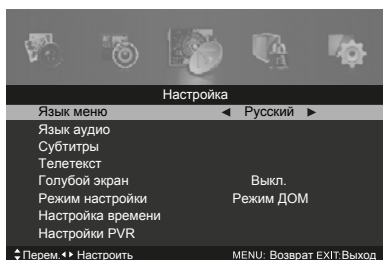 Настройка
Язык меню ◄ Русский ►
Язык аудио
Субтитры
Телетекст
Голубой экран Выкл.
Режим настройки Режим ДОМ
Настройка времени
Настройки PVR
Перем. Настроить MENU: Возврат EXIT:Выход